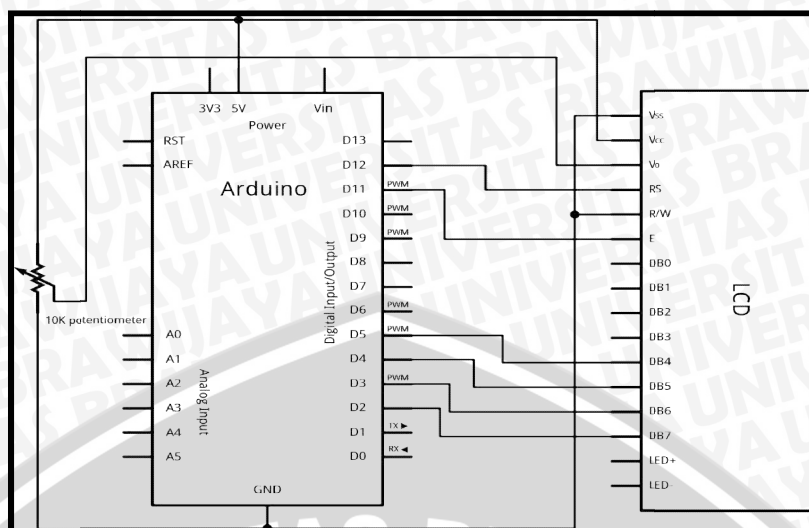 3V3 5V Vin
Power
RST
AREF
Arduino
10K potentiometer
A0
A1
A2
A3
A4
A5
Analog Input
GND
D13
D12
D11 PWM
D10 PWM
D9 PWM
D8
D7
D6 PWM
D5 PWM
D4
D3 PWM
D2
D1 TX ▶
D0 RX ◀
Digital Input/Output
Vss
Vcc
Vo
RS
R/W
E
DB0
DB1
DB2
DB3
DB4
DB5
DB6
DB7
LED+
LED-
LCD
UNIVERSITAS BRAWIJAYA